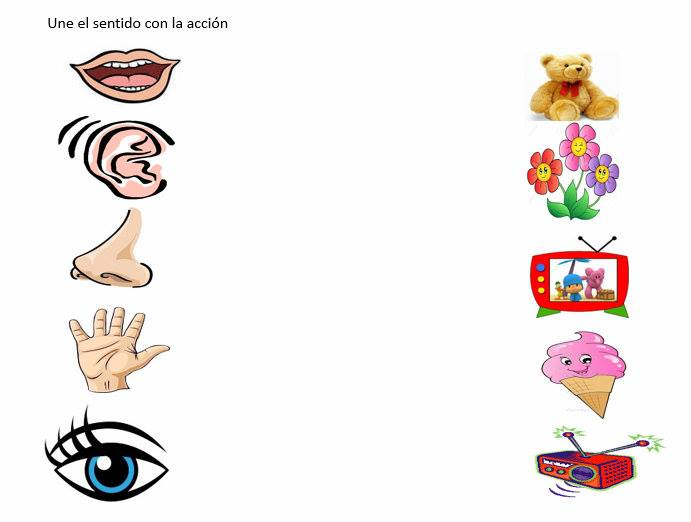 Une el sentido con la acción